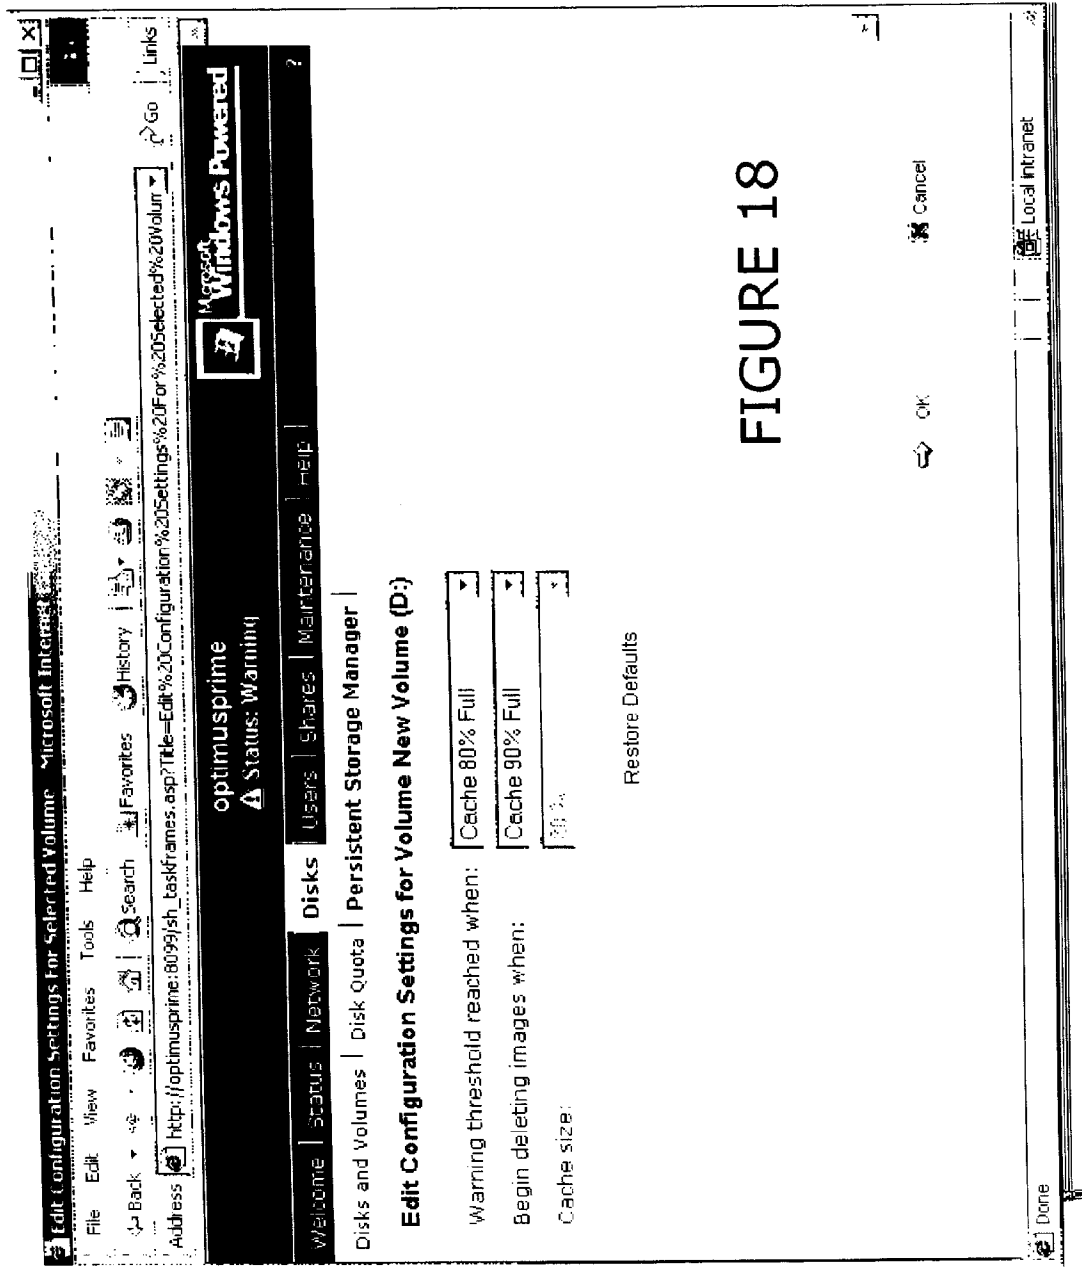 Edit Configuration Settings For Selected Volume   Microsoft Internet
File   Edit   View   Favorites   Tools   Help
Back   Search   Favorites   History
Address   http://optimusprime:8099/sh_taskframes.asp?Title=Edit%20Configuration%20Settings%20For%20Selected%20Volum   Go   Links
optimusprime
Status: Warning
Microsoft
Windows Powered
Welcome | Status | Network | Disks | Users | Shares | Maintenance | Help |   ?
Disks and Volumes | Disk Quota | Persistent Storage Manager |
Edit Configuration Settings for Volume New Volume (D:)
Warning threshold reached when:   Cache 80% Full
Begin deleting images when:   Cache 90% Full
Cache size:
Restore Defaults
FIGURE 18
OK   Cancel
Done   Local intranet